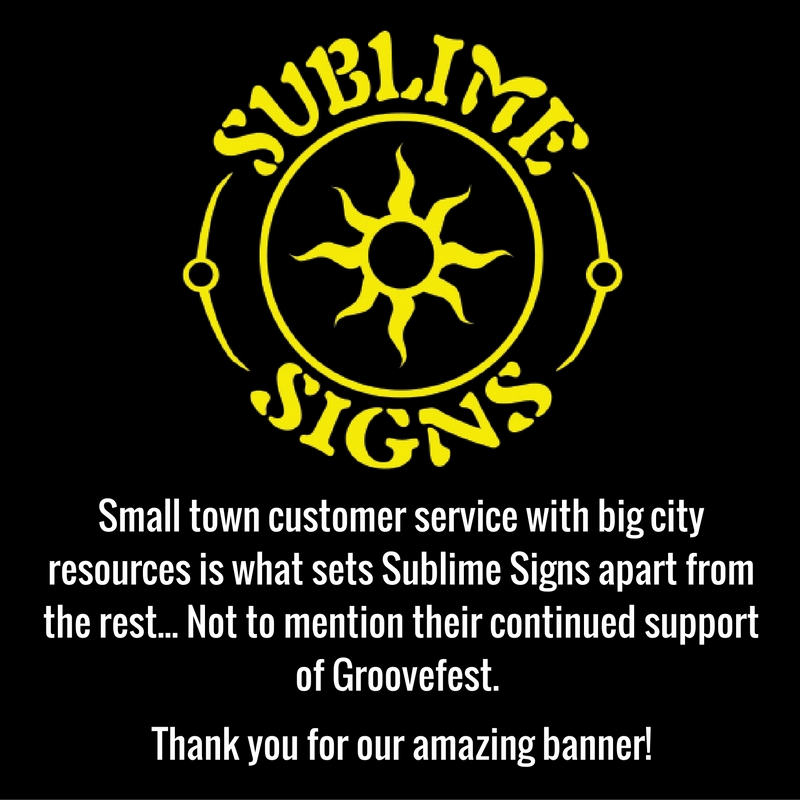 SUBLIME
SIGNS
Small town customer service with big city
resources is what sets Sublime Signs apart from
the rest... Not to mention their continued support
of Groovefest.
Thank you for our amazing banner!